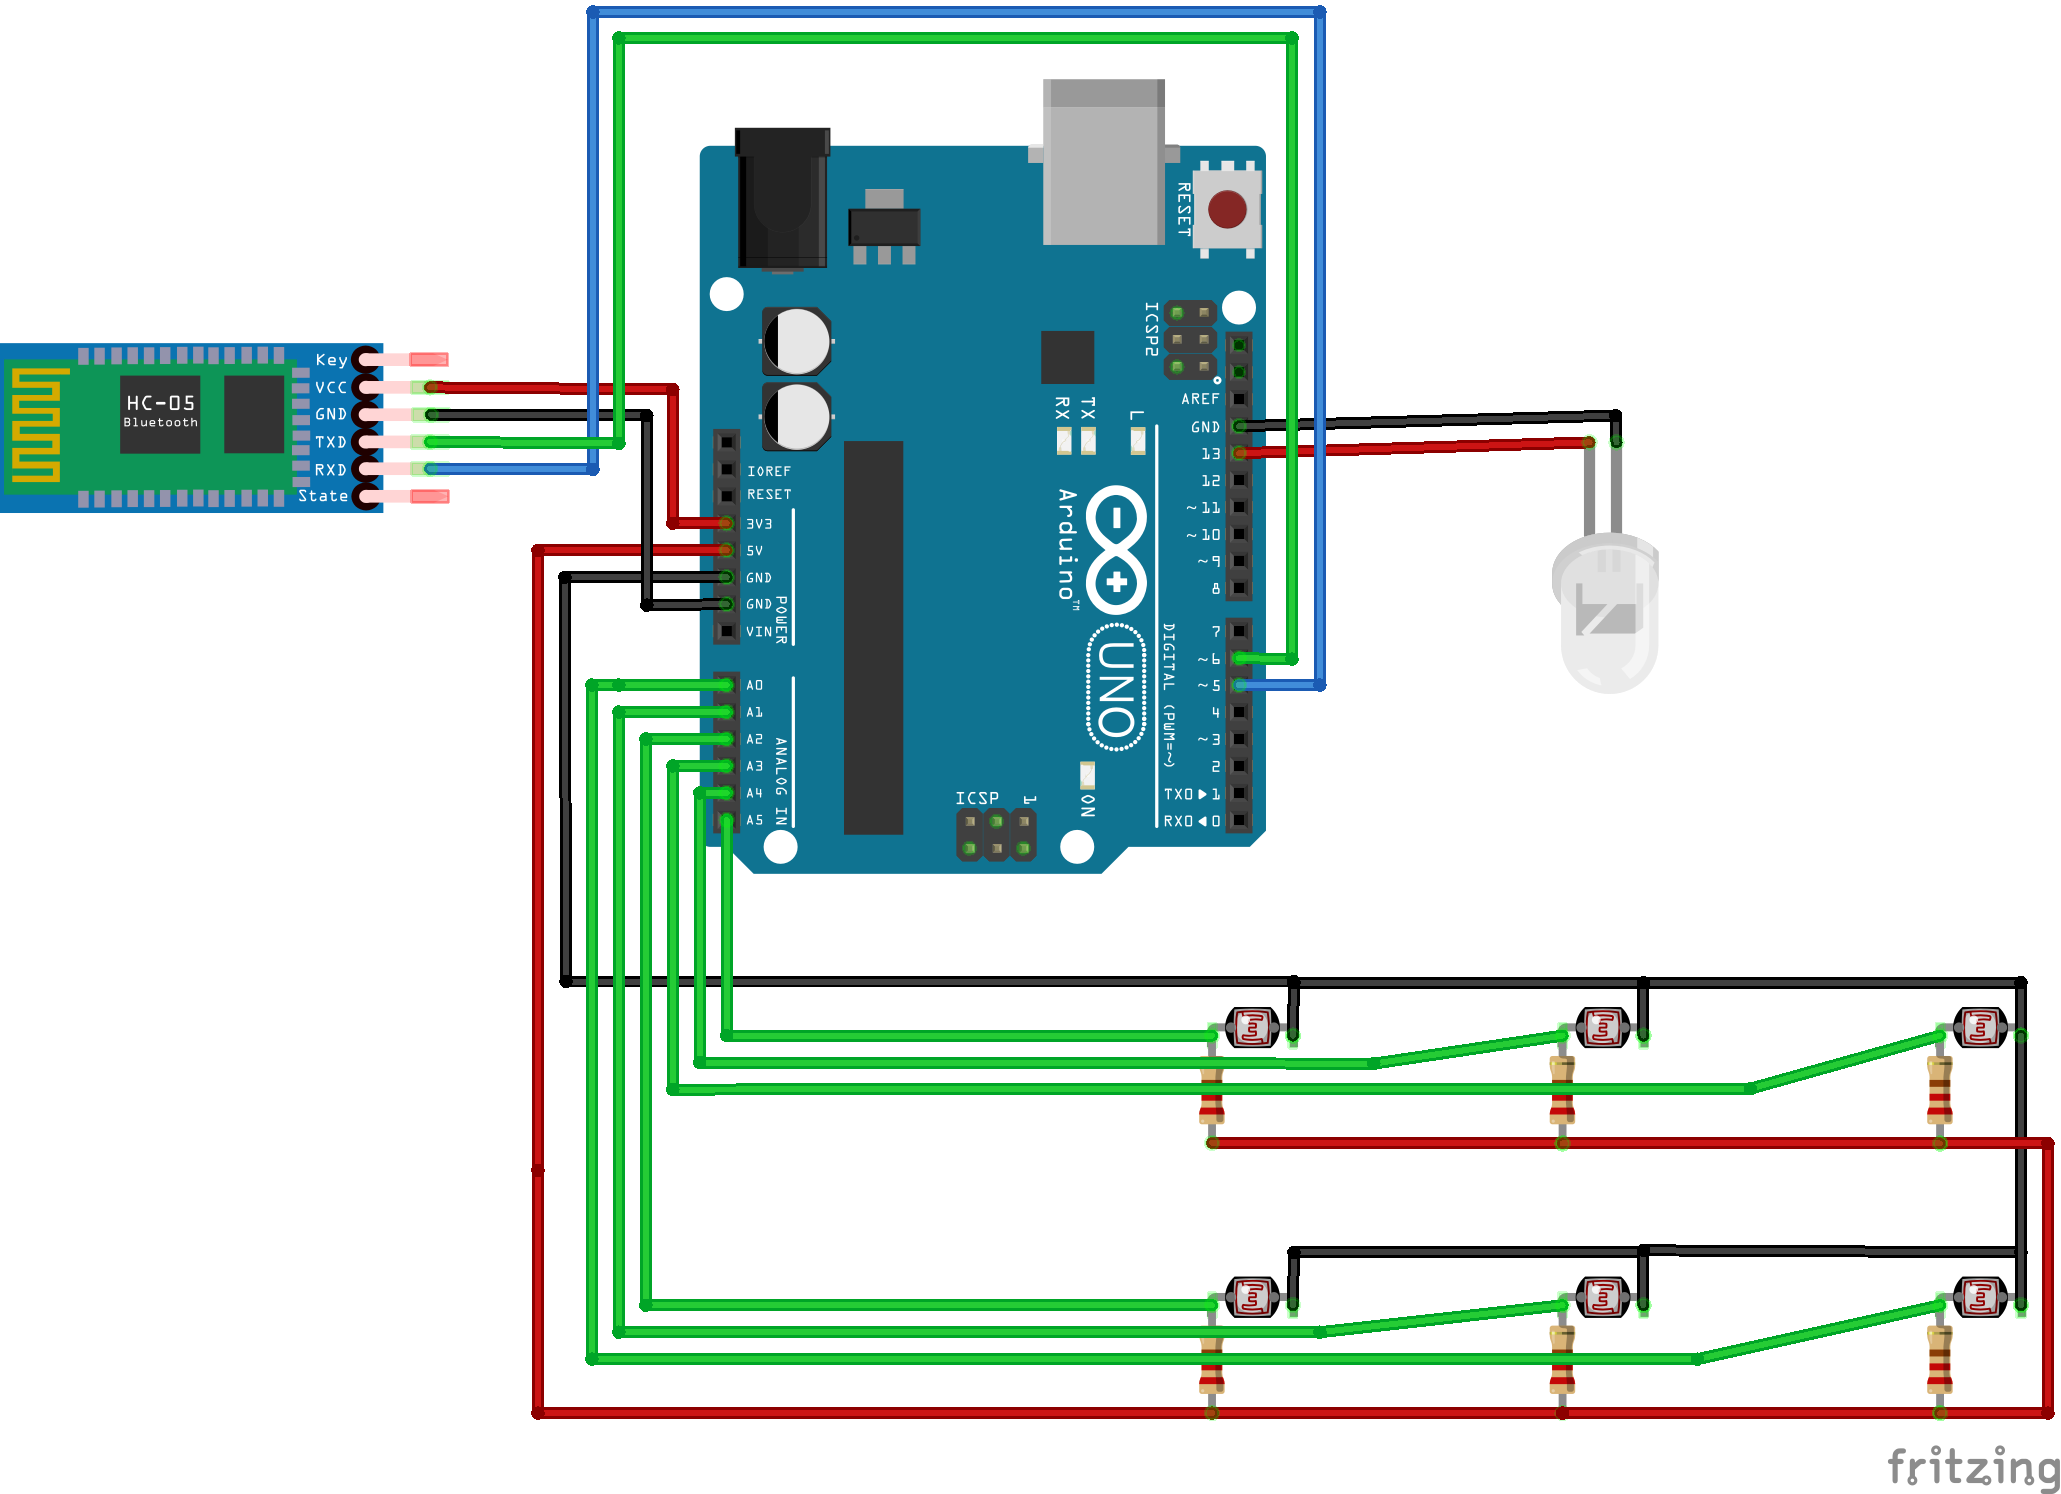 Key
VCC
GND
TXD
RXD
State
HC-05
Bluetooth
RESET
ICSP2
RX
TX
L
IOREF
RESET
3V3
5V
GND
GND
VIN
POWER
A0
A1
A2
A3
A4
A5
ANALOG IN
Arduino™
UNO
AREF
GND
13
12
~11
~10
~9
8
7
~6
~5
4
~3
2
TX0▶1
RX0◀0
DIGITAL (PWM=~)
ICSP
1
ON
fritzing